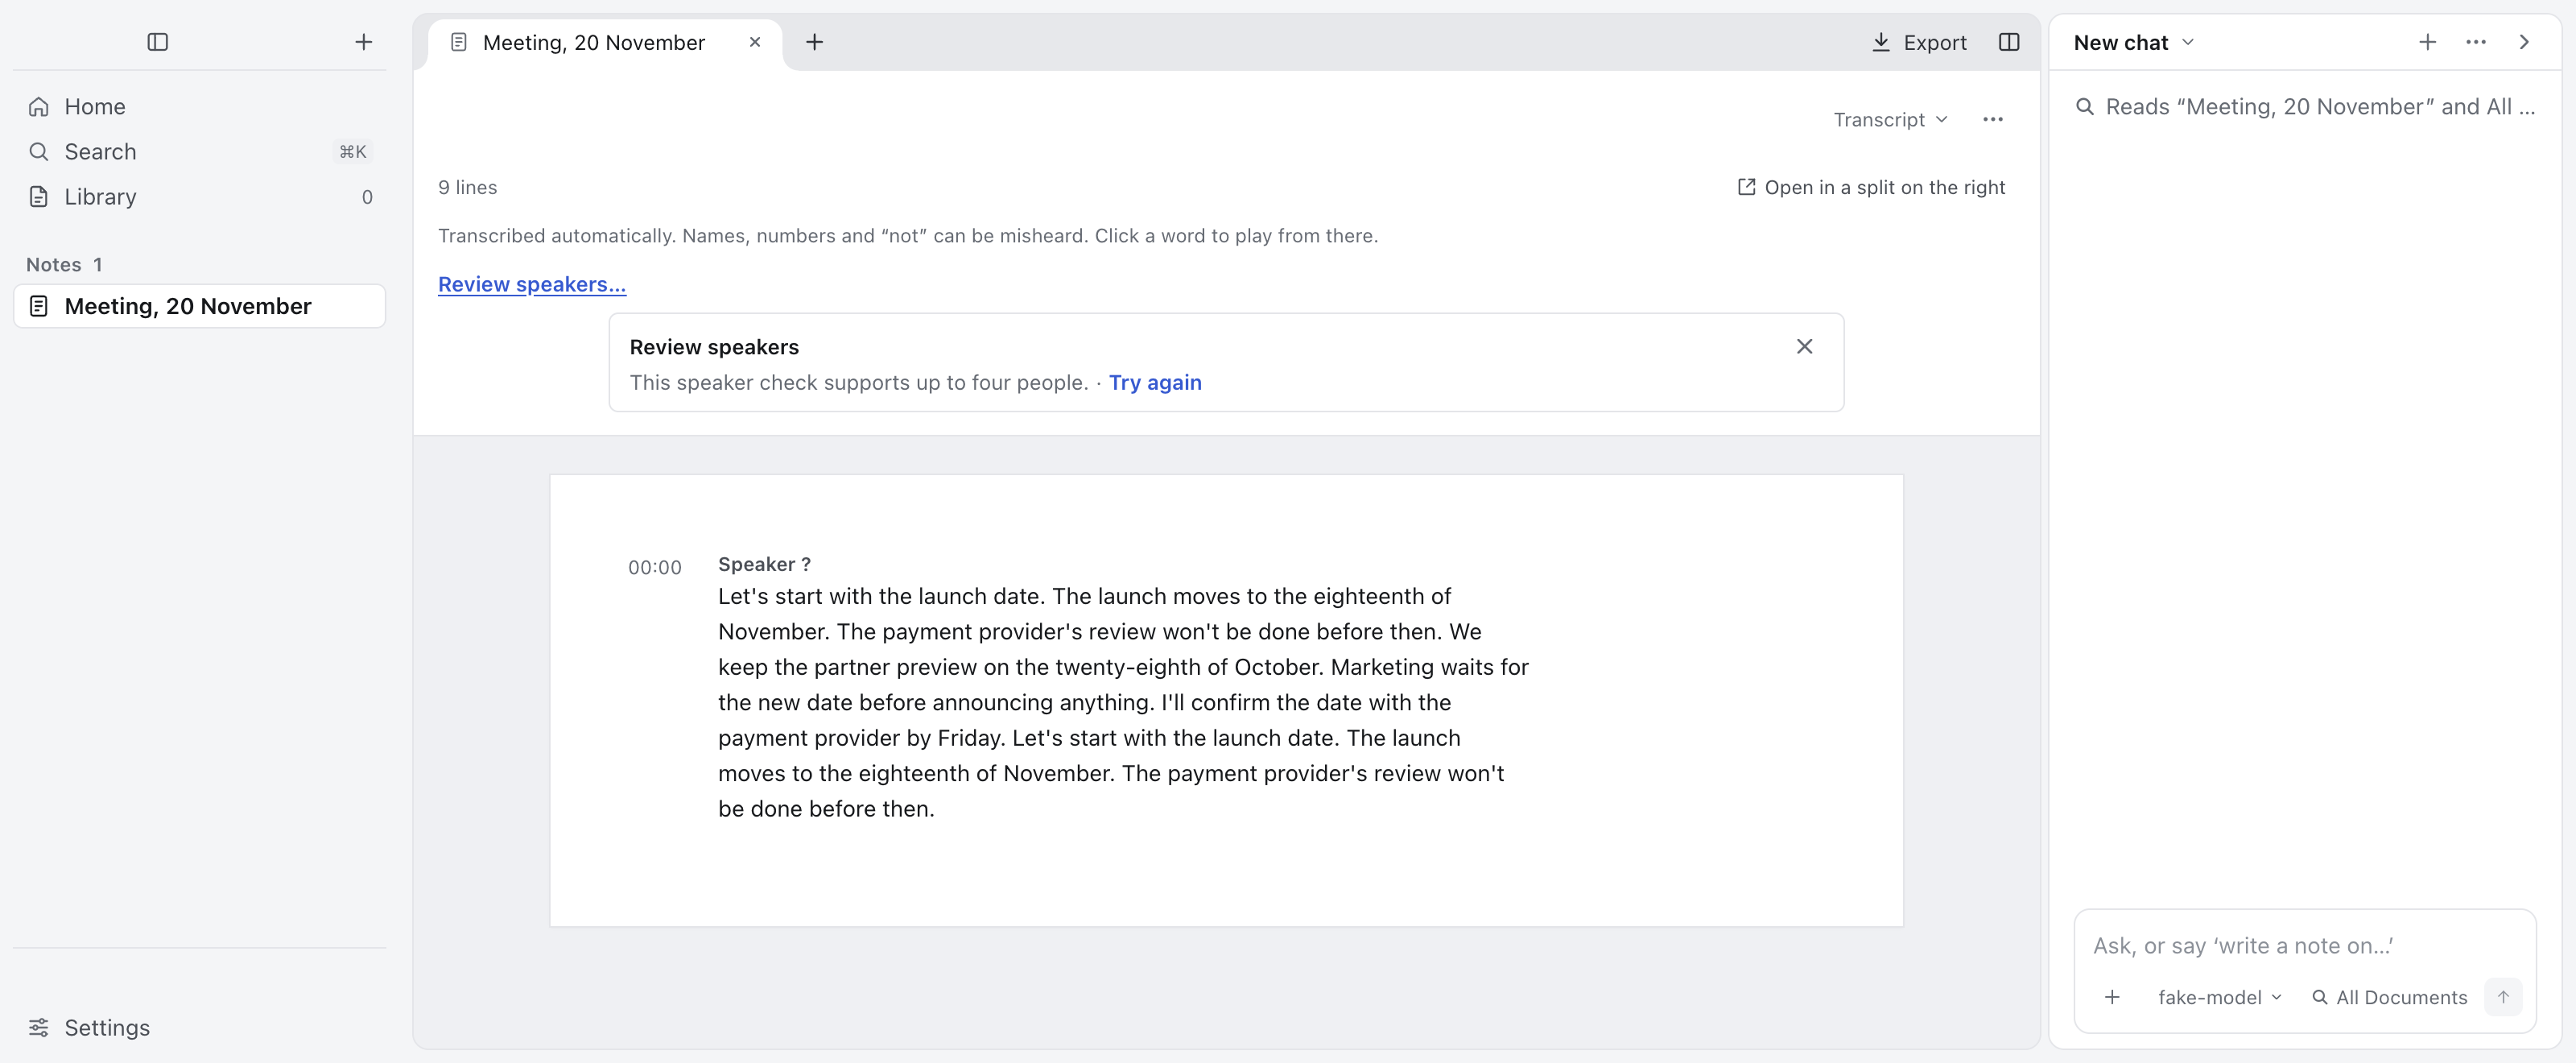 Home
Search ⌘K
Library 0
Notes 1
Meeting, 20 November
Settings
Meeting, 20 November
Export
Transcript
9 lines
Open in a split on the right
Transcribed automatically. Names, numbers and “not” can be misheard. Click a word to play from there.
Review speakers...
Review speakers
This speaker check supports up to four people. · Try again
00:00 Speaker ?
Let's start with the launch date. The launch moves to the eighteenth of
November. The payment provider's review won't be done before then. We
keep the partner preview on the twenty-eighth of October. Marketing waits for
the new date before announcing anything. I'll confirm the date with the
payment provider by Friday. Let's start with the launch date. The launch
moves to the eighteenth of November. The payment provider's review won't
be done before then.
New chat
Reads “Meeting, 20 November” and All ...
Ask, or say ‘write a note on...’
fake-model All Documents